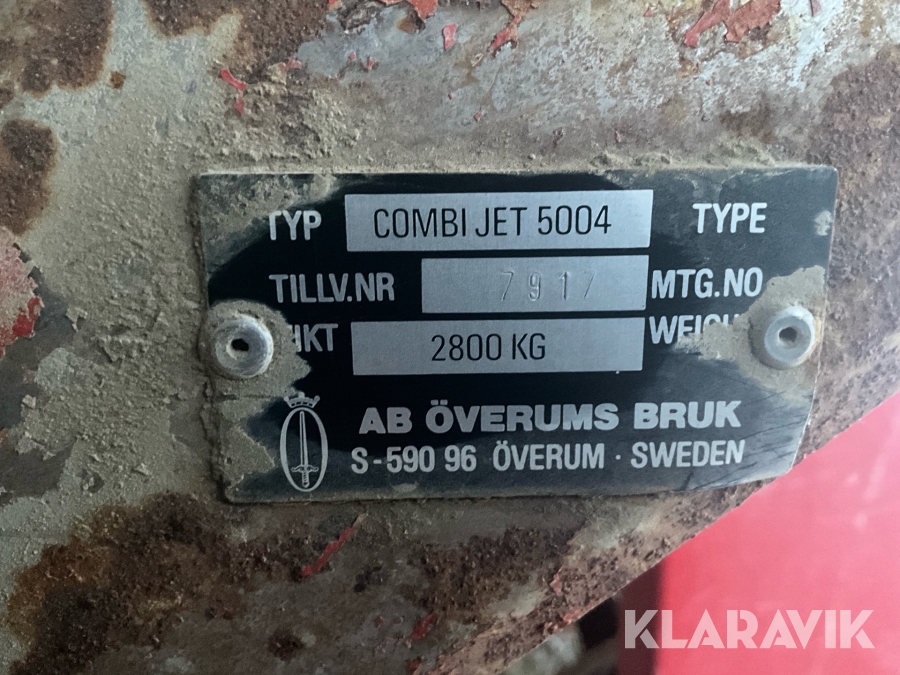 TYP COMBI JET 5004 TYPE
TILLV.NR 7917 MTG.NO
2800 KG
AB ÖVERUMS BRUK
S-590 96 ÖVERUM · SWEDEN
KLARAVIK